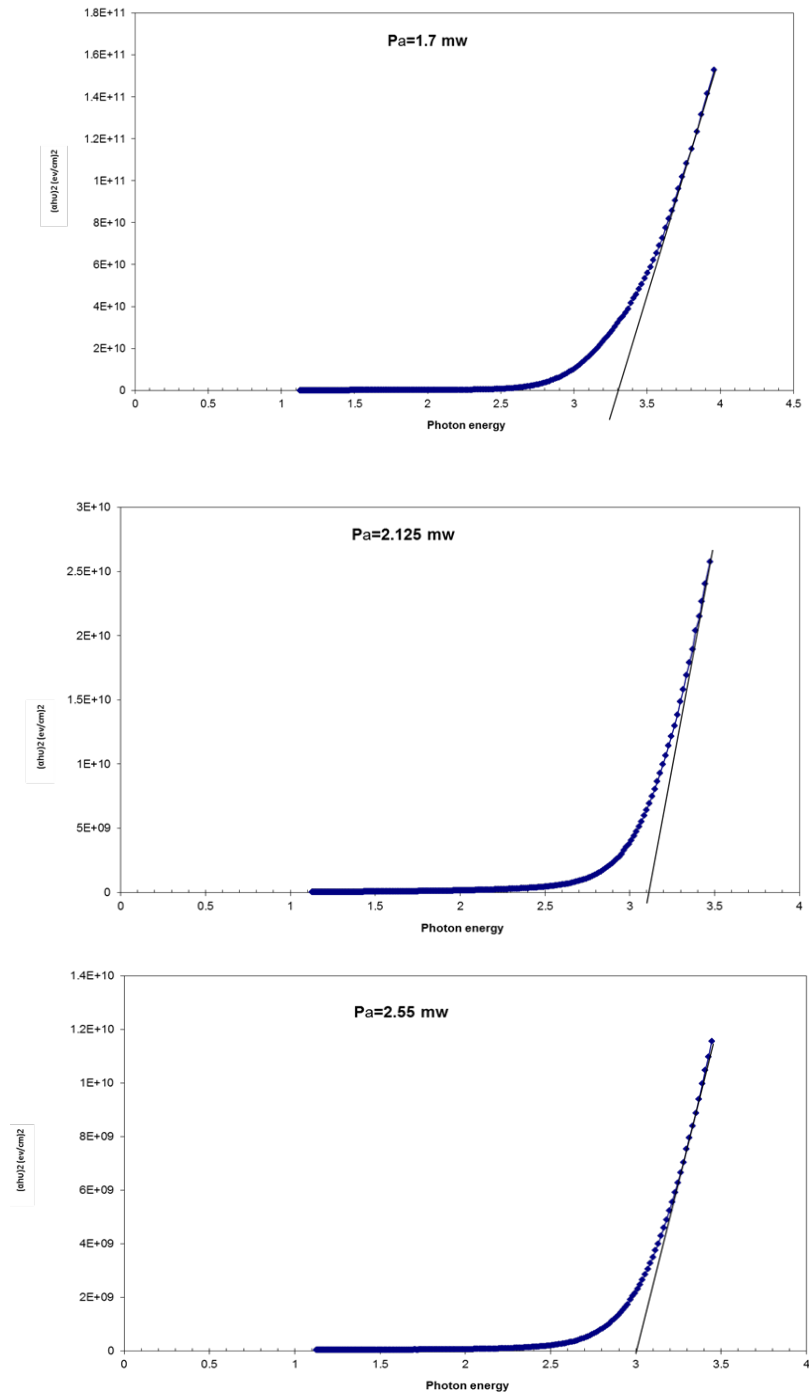 Pa=1.7 mw
1.8E+11
1.6E+11
1.4E+11
1.2E+11
1E+11
8E+10
6E+10
4E+10
2E+10
0
(αhu)2 (ev/cm)2
0 0.5 1 1.5 2 2.5 3 3.5 4 4.5
Photon energy
Pa=2.125 mw
3E+10
2.5E+10
2E+10
1.5E+10
1E+10
5E+09
0
(αhu)2 (ev/cm)2
0 0.5 1 1.5 2 2.5 3 3.5 4
Photon energy
Pa=2.55 mw
1.4E+10
1.2E+10
1E+10
8E+09
6E+09
4E+09
2E+09
0
(αhu)2 (ev/cm)2
0 0.5 1 1.5 2 2.5 3 3.5 4
Photon energy